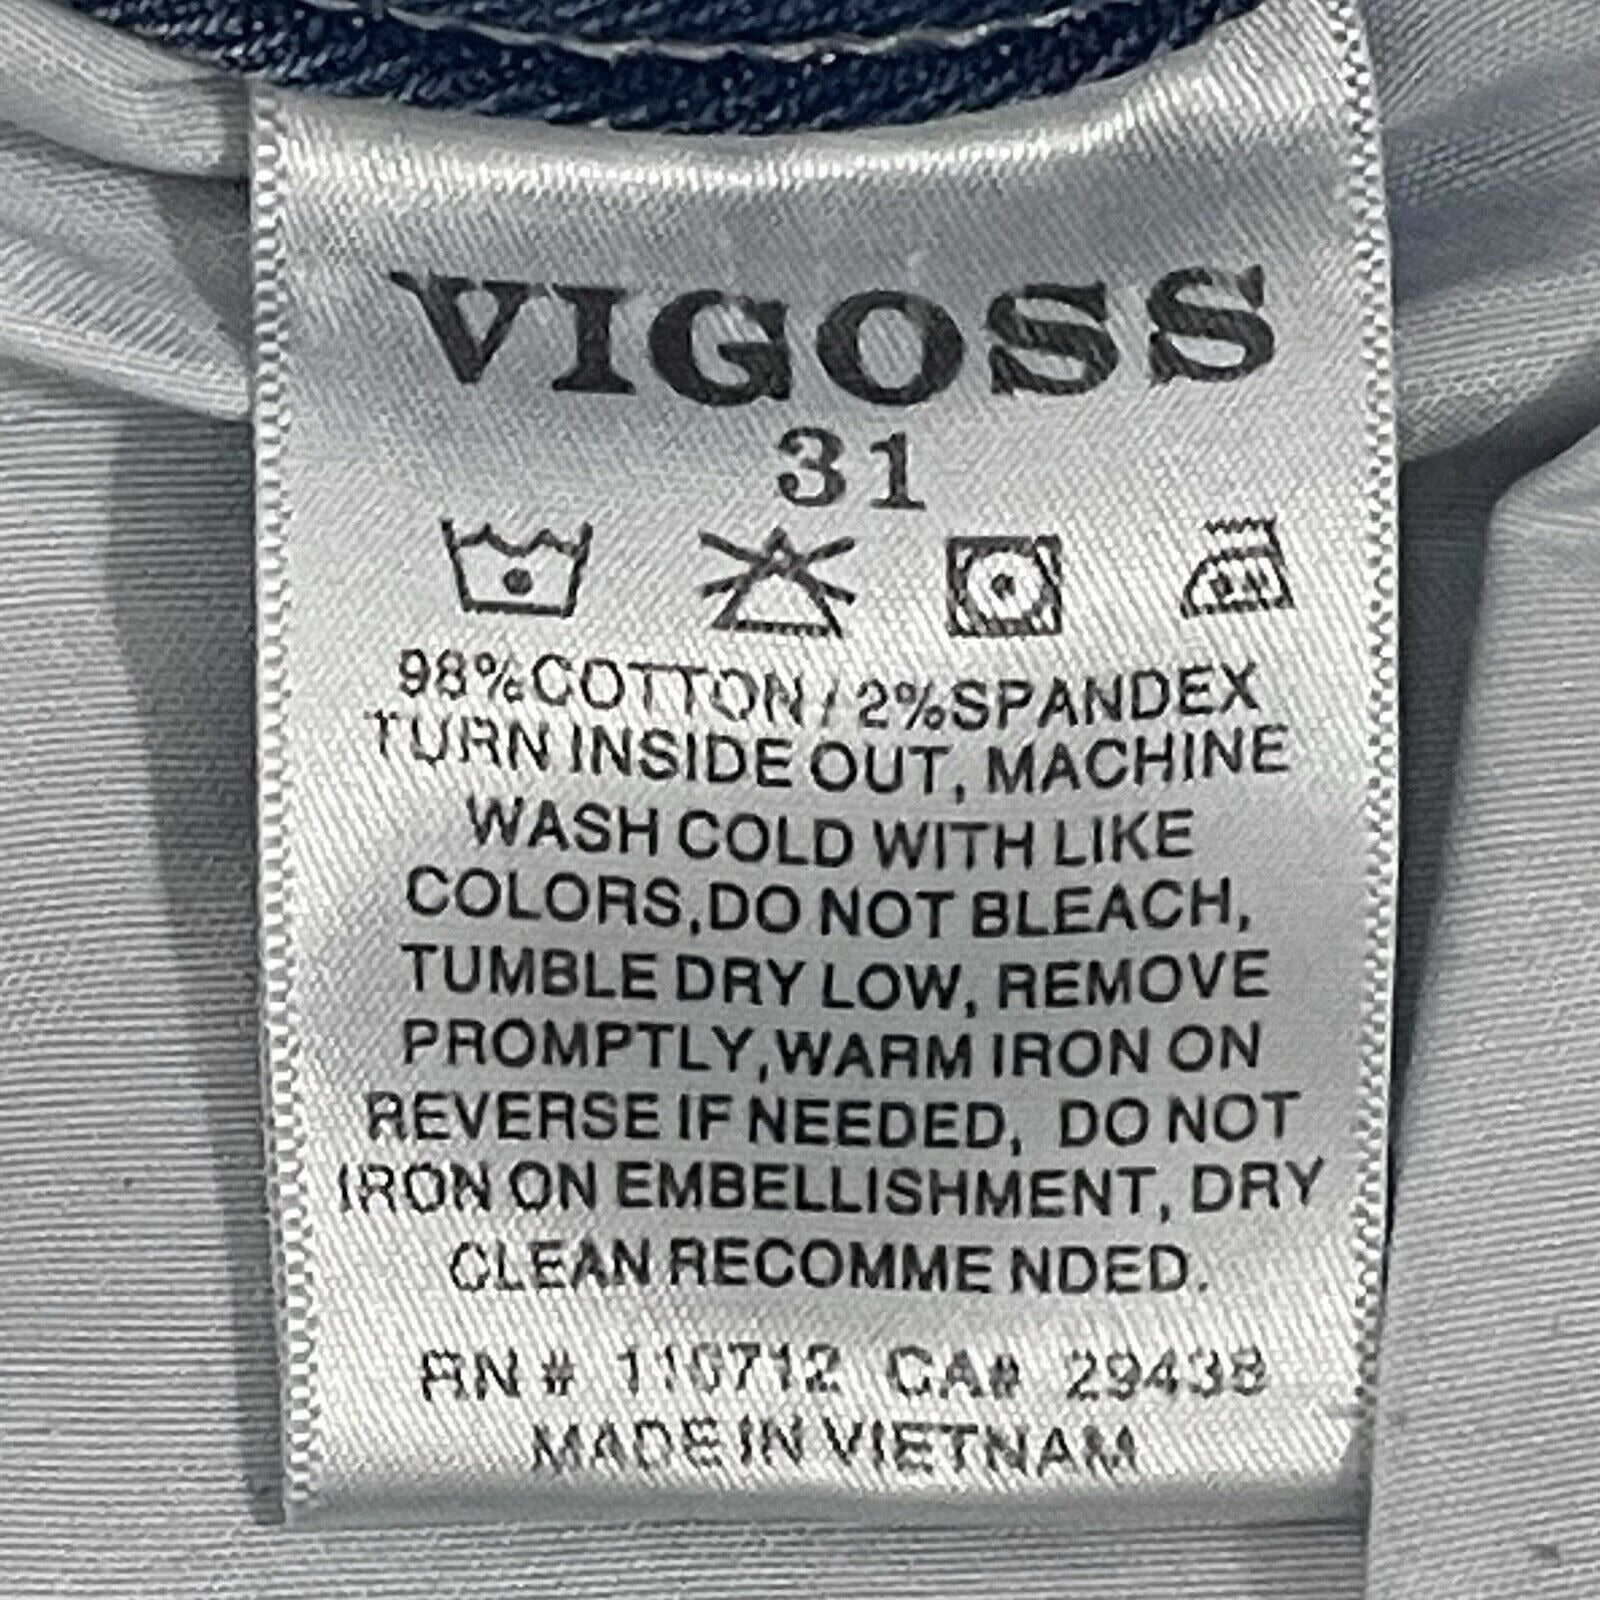 VIGOSS
31
98%COTTON / 2%SPANDEX
TURN INSIDE OUT, MACHINE
WASH COLD WITH LIKE
COLORS,DO NOT BLEACH,
TUMBLE DRY LOW, REMOVE
PROMPTLY,WARM IRON ON
REVERSE IF NEEDED, DO NOT
IRON ON EMBELLISHMENT, DRY
CLEAN RECOMME NDED.
RN # 110712 CA# 29438
MADE IN VIETNAM